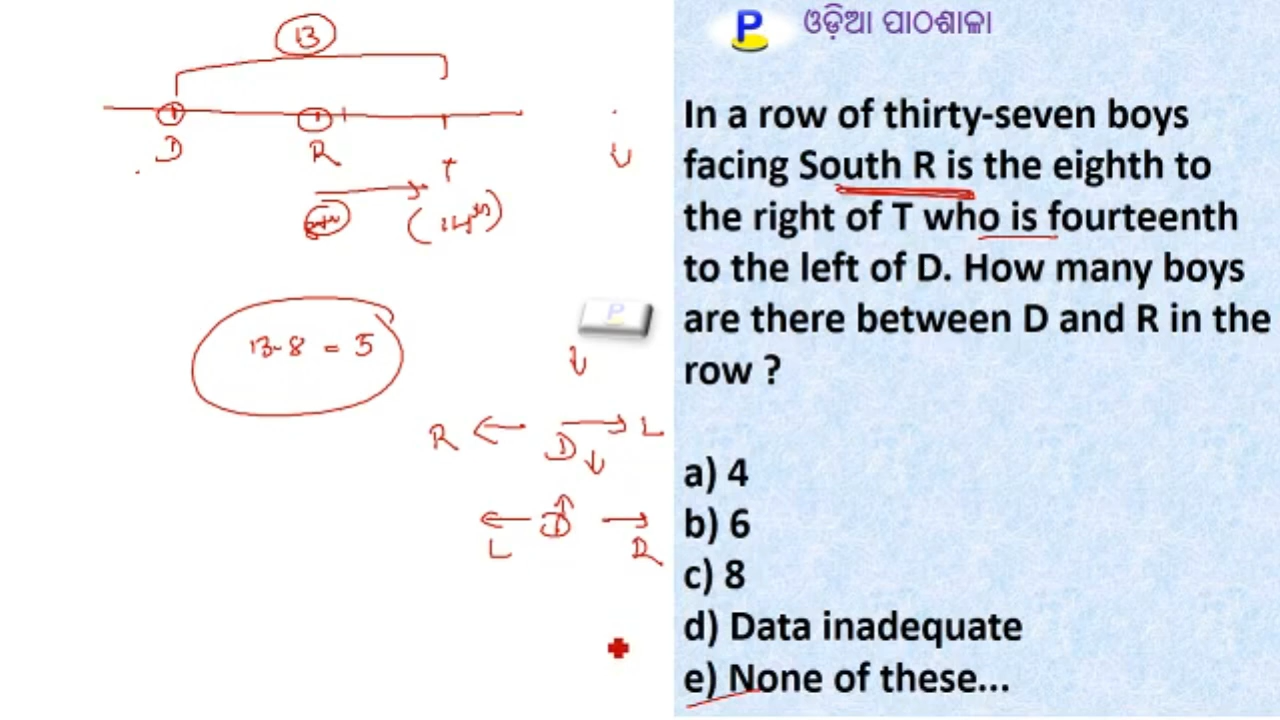 13
D
R
T
13-8 = 5
R
D
L
D
L
R
P
ଓଡ଼ିଆ ପାଠଶାଳା
P
In a row of thirty-seven boys
facing South R is the eighth to
the right of T who is fourteenth
to the left of D. How many boys
are there between D and R in the
row ?
a) 4
b) 6
c) 8
d) Data inadequate
e) None of these...